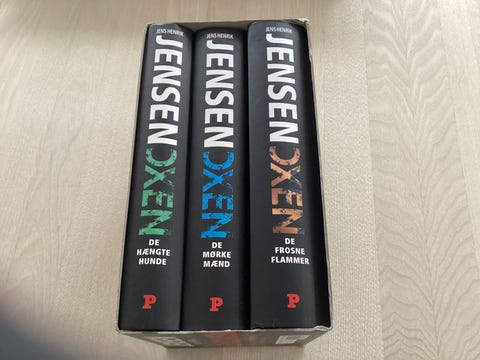 JENS HENRIK
JENSEN
OXEN
DE
HÆNGTE
HUNDE
P
JENS HENRIK
JENSEN
OXEN
DE
MØRKE
MÆND
P
JENS HENRIK
JENSEN
OXEN
DE
FROSNE
FLAMMER
P